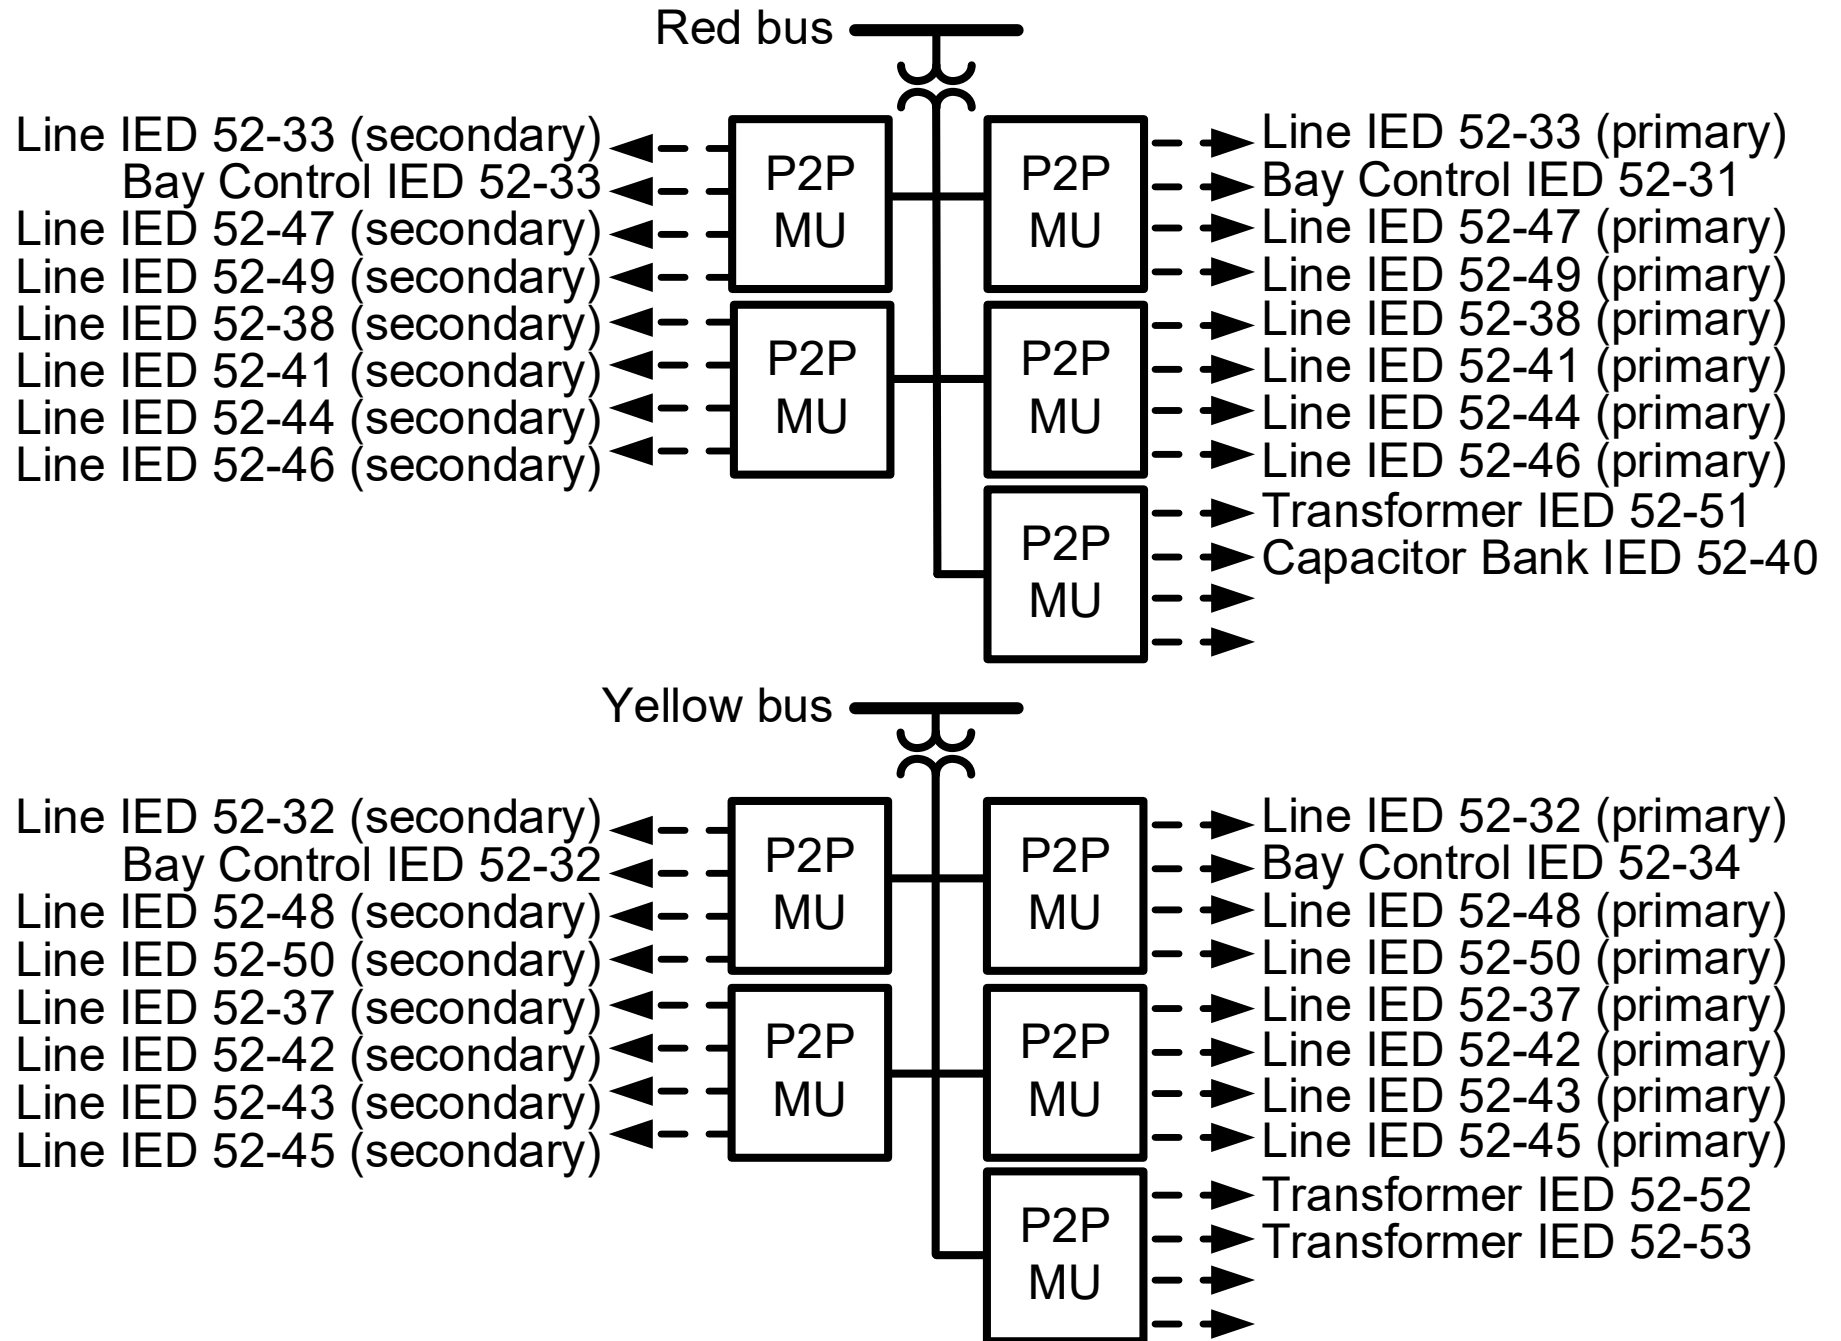 Red bus
Line IED 52-33 (secondary)
Bay Control IED 52-33
Line IED 52-47 (secondary)
Line IED 52-49 (secondary)
Line IED 52-38 (secondary)
Line IED 52-41 (secondary)
Line IED 52-44 (secondary)
Line IED 52-46 (secondary)
P2P
MU
P2P
MU
P2P
MU
P2P
MU
P2P
MU
Line IED 52-33 (primary)
Bay Control IED 52-31
Line IED 52-47 (primary)
Line IED 52-49 (primary)
Line IED 52-38 (primary)
Line IED 52-41 (primary)
Line IED 52-44 (primary)
Line IED 52-46 (primary)
Transformer IED 52-51
Capacitor Bank IED 52-40
Yellow bus
Line IED 52-32 (secondary)
Bay Control IED 52-32
Line IED 52-48 (secondary)
Line IED 52-50 (secondary)
Line IED 52-37 (secondary)
Line IED 52-42 (secondary)
Line IED 52-43 (secondary)
Line IED 52-45 (secondary)
P2P
MU
P2P
MU
P2P
MU
P2P
MU
P2P
MU
Line IED 52-32 (primary)
Bay Control IED 52-34
Line IED 52-48 (primary)
Line IED 52-50 (primary)
Line IED 52-37 (primary)
Line IED 52-42 (primary)
Line IED 52-43 (primary)
Line IED 52-45 (primary)
Transformer IED 52-52
Transformer IED 52-53